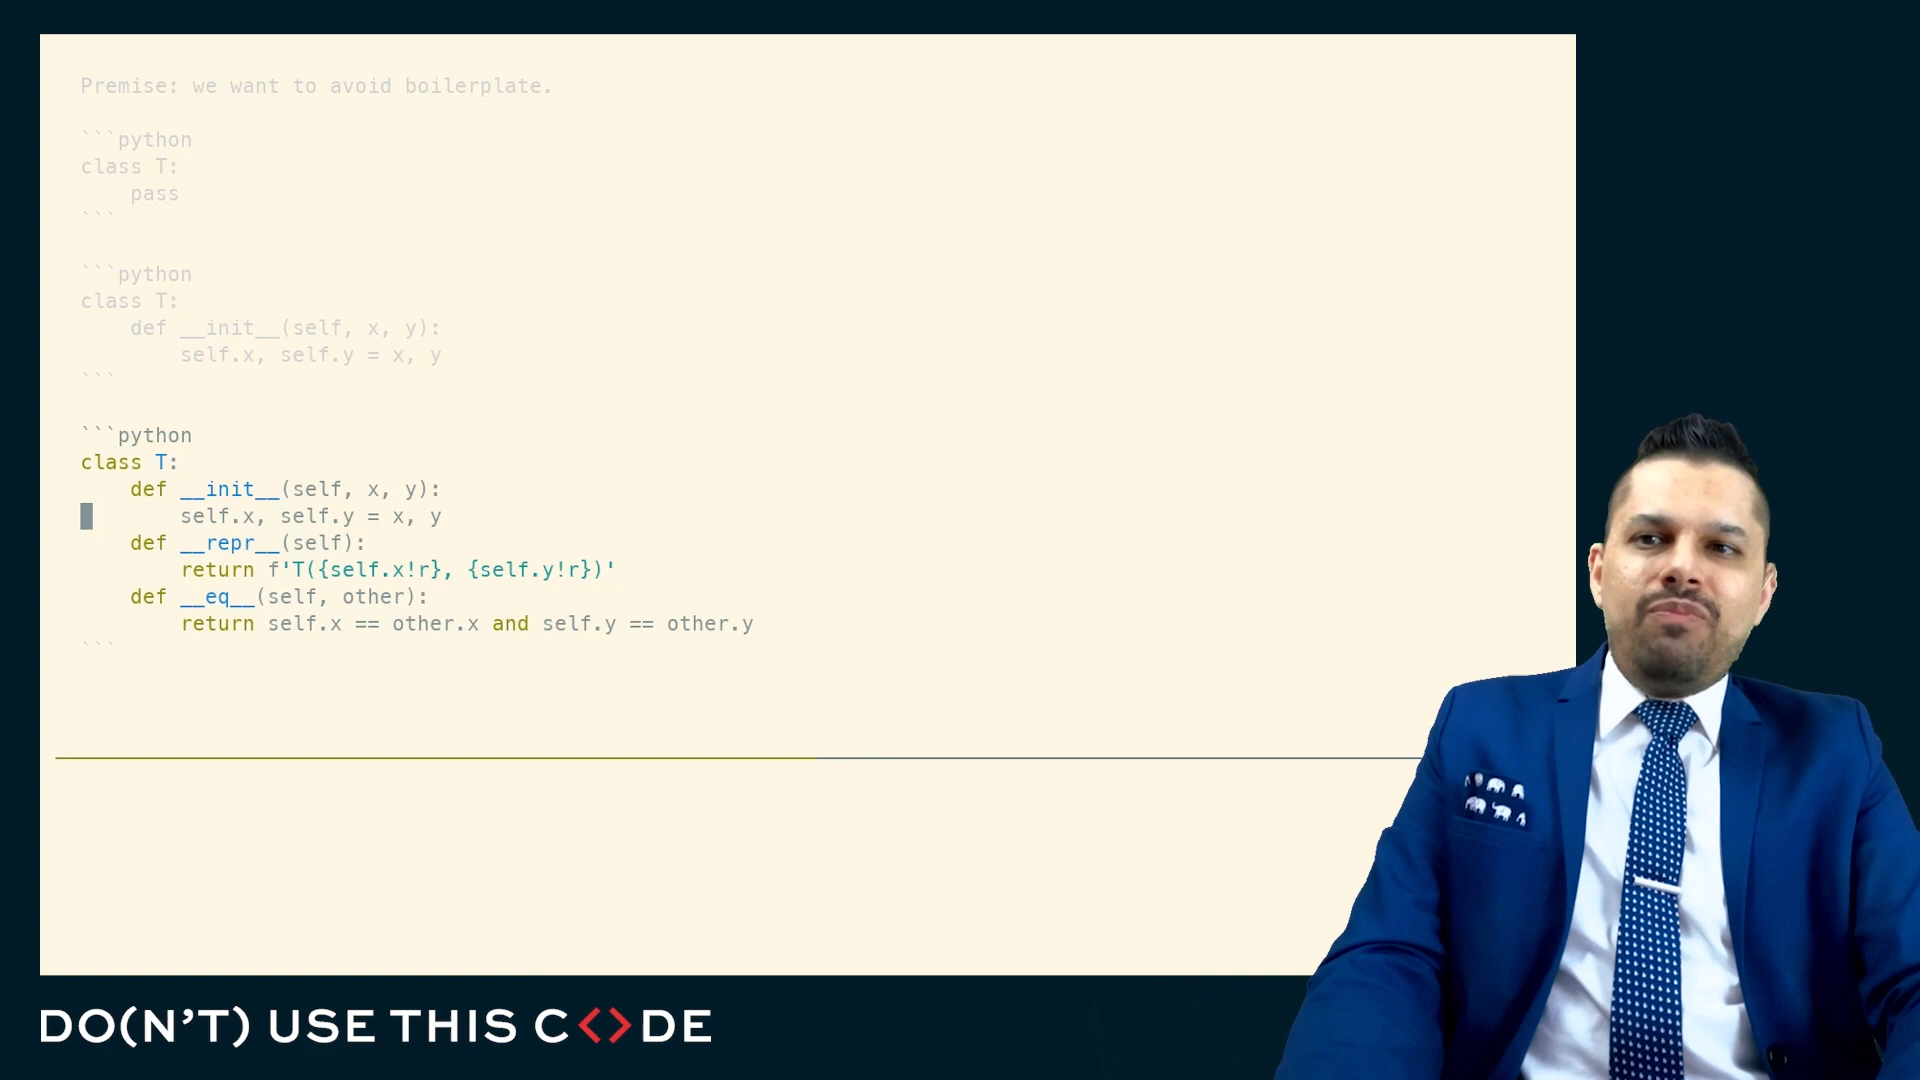 Premise: we want to avoid boilerplate.
```python
class T:
    pass
```
```python
class T:
    def __init__(self, x, y):
        self.x, self.y = x, y
```
```python
class T:
    def __init__(self, x, y):
        self.x, self.y = x, y
    def __repr__(self):
        return f'T({self.x!r}, {self.y!r})'
    def __eq__(self, other):
        return self.x == other.x and self.y == other.y
```
DO(N'T) USE THIS C<>DE